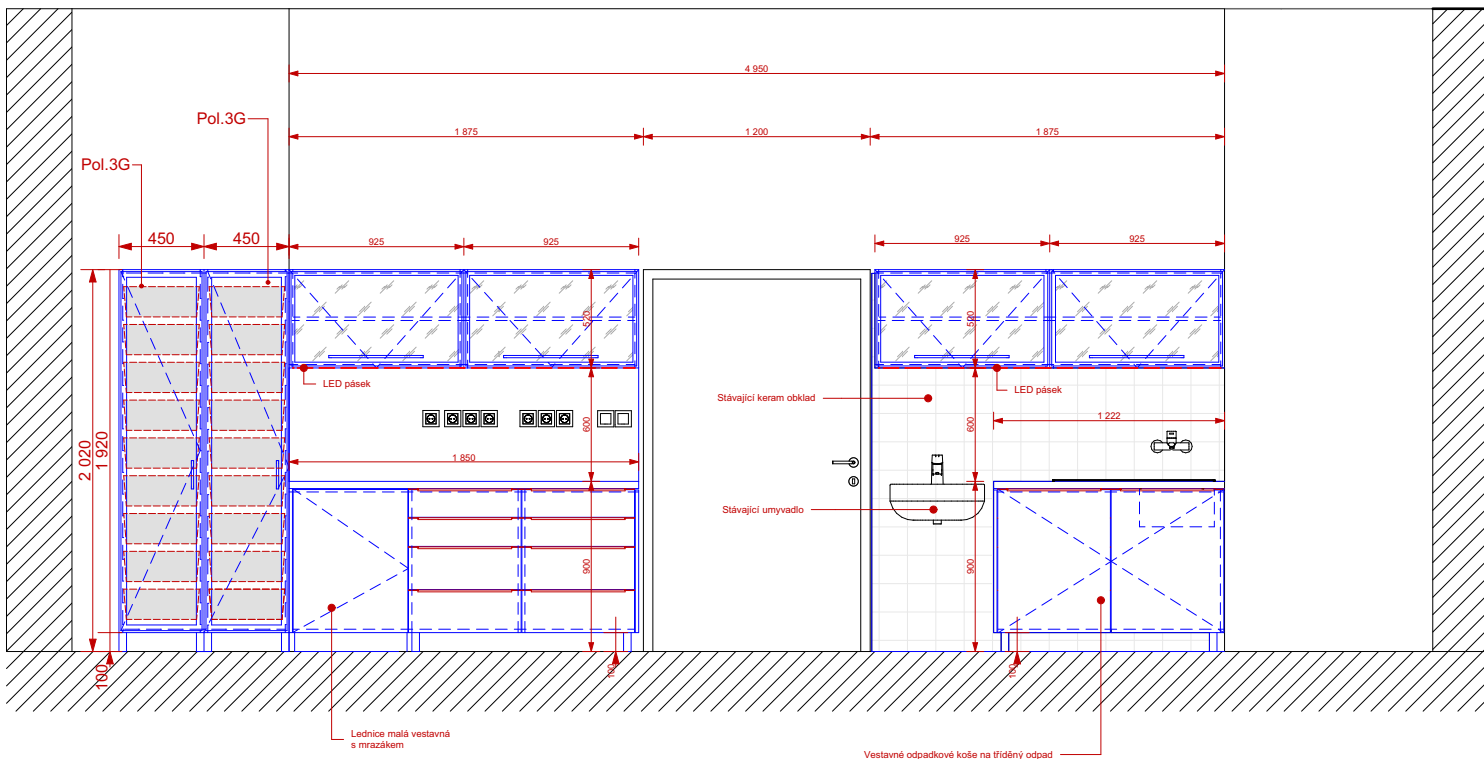 4 950
Pol.3G
1 875
1 200
1 875
Pol.3G
450
450
925
925
925
925
520
520
LED pásek
LED pásek
Stávající keram obklad
1 222
600
600
2 020
1 920
1 850
Stávající umyvadlo
900
900
100
100
100
Lednice malá vestavná
s mrazákem
Vestavné odpadkové koše na tříděný odpad